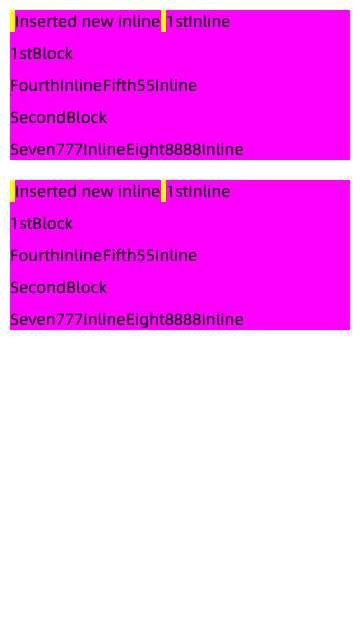 Inserted new inline 1stInline
1stBlock
FourthInlineFifth55Inline
SecondBlock
Seven777InlineEight8888Inline
Inserted new inline 1stInline
1stBlock
FourthInlineFifth55Inline
SecondBlock
Seven777InlineEight8888Inline